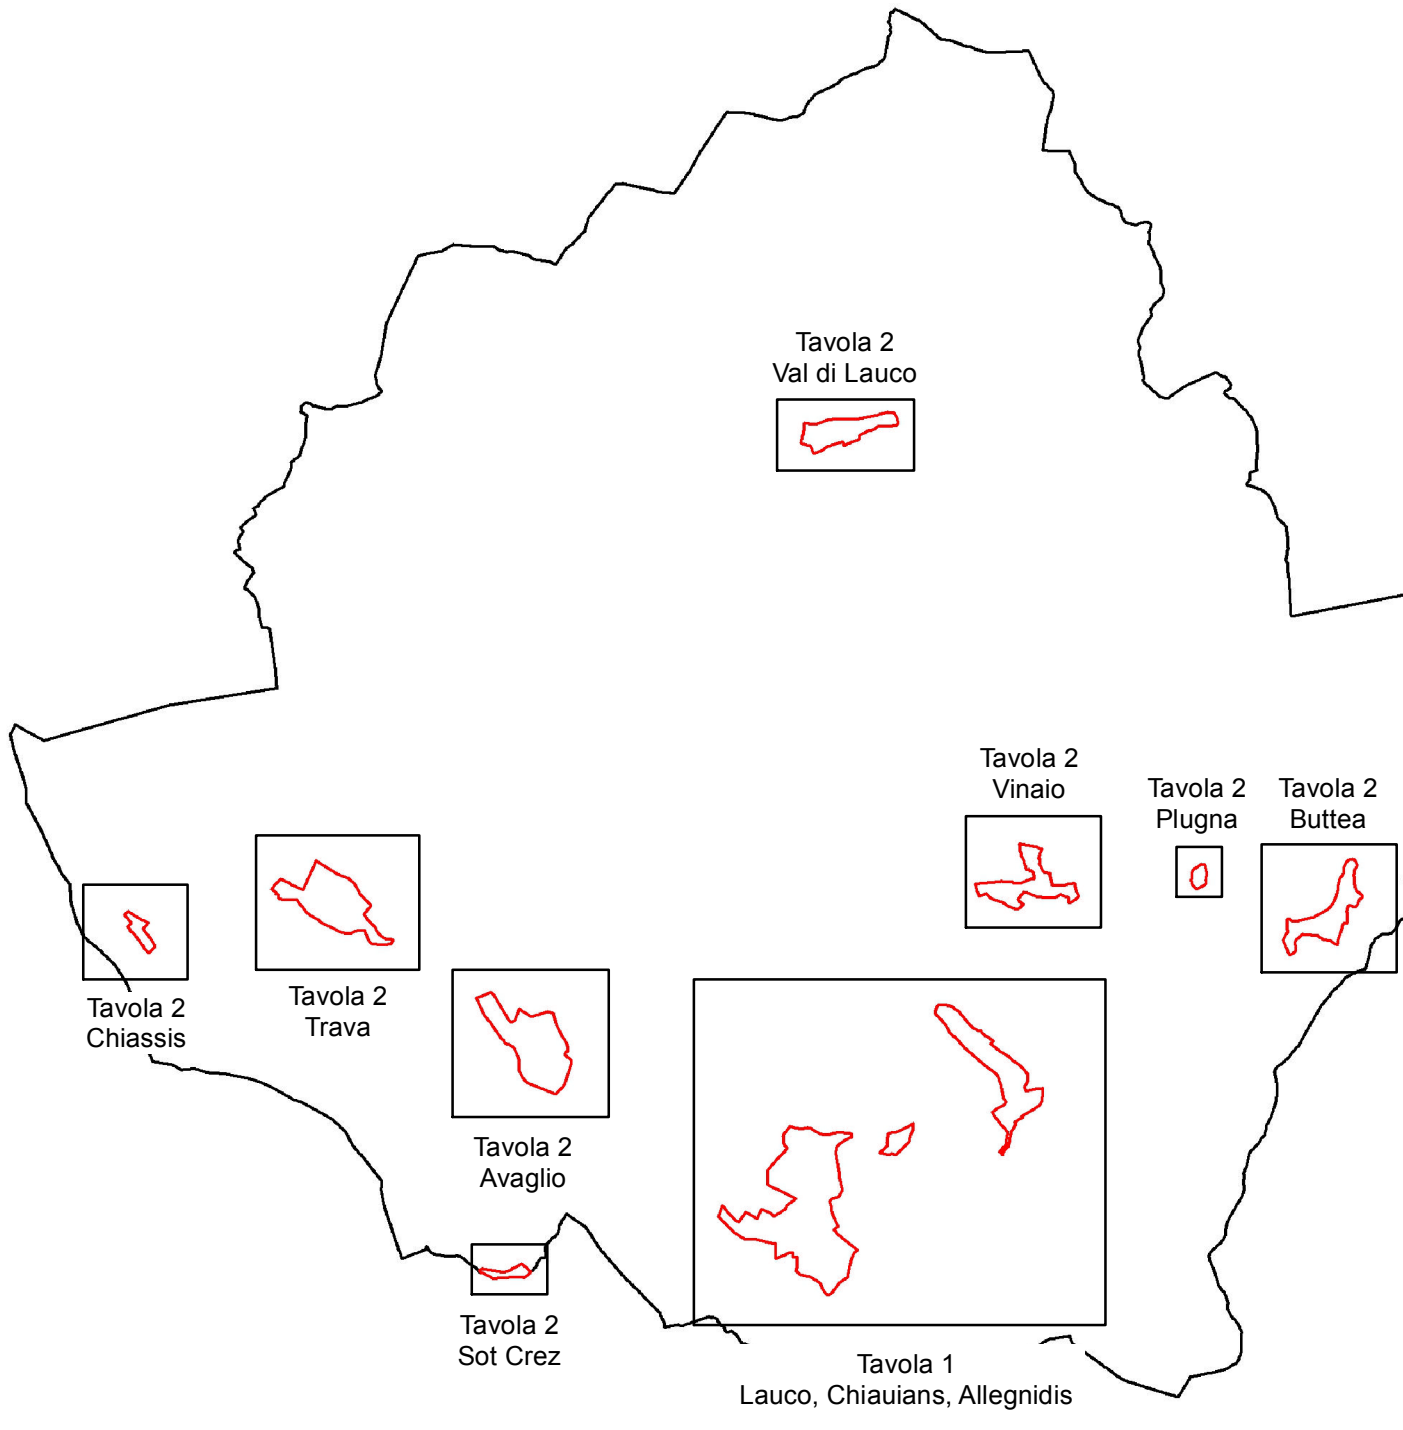 Tavola 2
Val di Lauco
Tavola 2
Vinaio
Tavola 2
Plugna
Tavola 2
Buttea
Tavola 2
Chiassis
Tavola 2
Trava
Tavola 2
Avaglio
Tavola 2
Sot Crez
Tavola 1
Lauco, Chiauians, Allegnidis